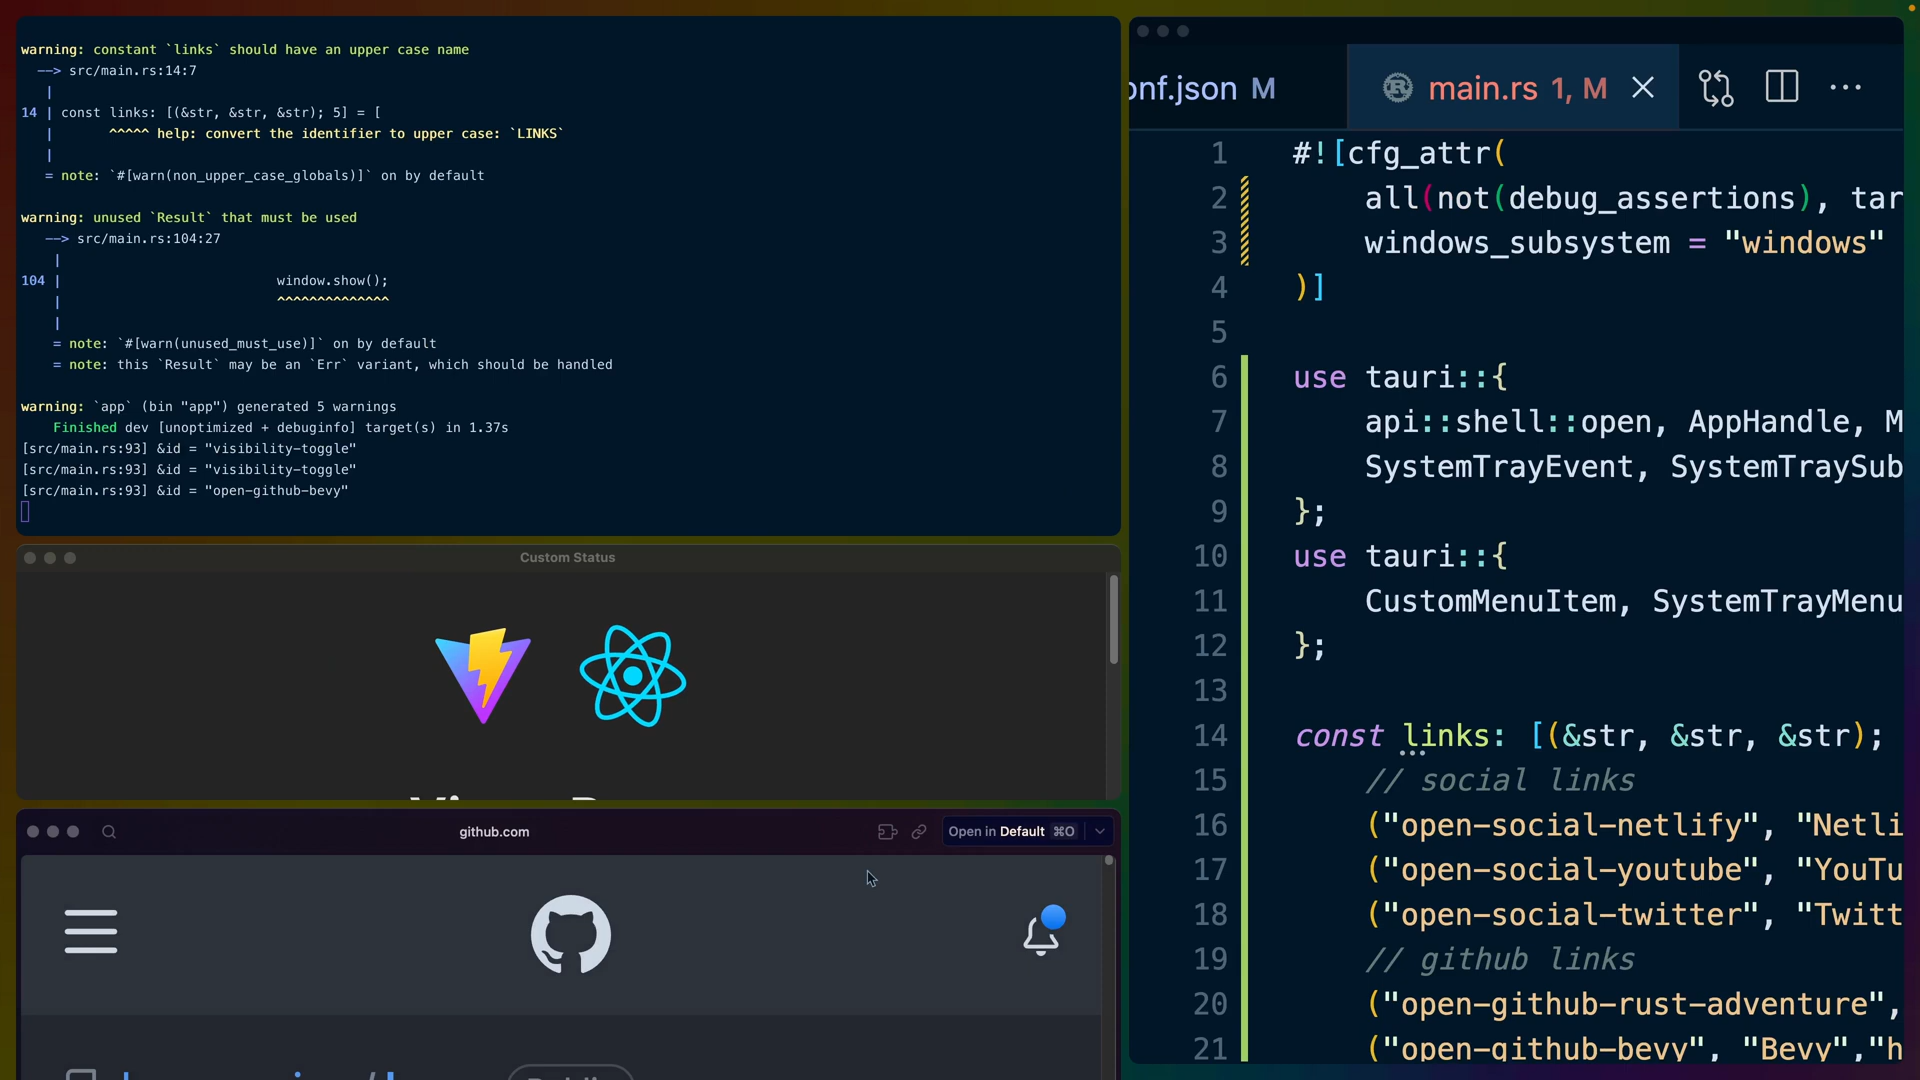 warning: constant `links` should have an upper case name
--> src/main.rs:14:7
|
14 | const links: [(&str, &str, &str); 5] = [
| ^^^^^ help: convert the identifier to upper case: `LINKS`
|
= note: `#[warn(non_upper_case_globals)]` on by default
warning: unused `Result` that must be used
--> src/main.rs:104:27
|
104 | window.show();
| ^^^^^^^^^^^^^^
|
= note: `#[warn(unused_must_use)]` on by default
= note: this `Result` may be an `Err` variant, which should be handled
warning: `app` (bin "app") generated 5 warnings
Finished dev [unoptimized + debuginfo] target(s) in 1.37s
[src/main.rs:93] &id = "visibility-toggle"
[src/main.rs:93] &id = "visibility-toggle"
[src/main.rs:93] &id = "open-github-bevy"
Custom Status
github.com
Open in Default ⌘O
onf.json M
main.rs 1, M
1 #![cfg_attr(
2 all(not(debug_assertions), tar
3 windows_subsystem = "windows"
4 )]
5
6 use tauri::{
7 api::shell::open, AppHandle, M
8 SystemTrayEvent, SystemTraySub
9 };
10 use tauri::{
11 CustomMenuItem, SystemTrayMenu
12 };
13
14 const links: [(&str, &str, &str);
15 // social links
16 ("open-social-netlify", "Netli
17 ("open-social-youtube", "YouTu
18 ("open-social-twitter", "Twitt
19 // github links
20 ("open-github-rust-adventure",
21 ("open-github-bevy", "Bevy","h